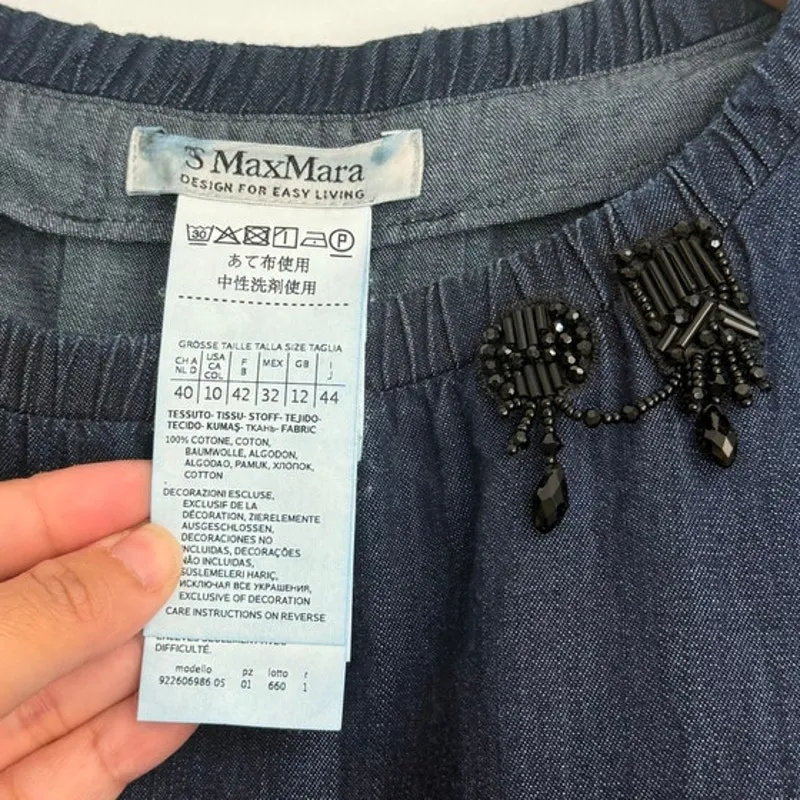 'S MaxMara
DESIGN FOR EASY LIVING
30 P
あて布使用
中性洗剤使用
GRÖSSE TAILLE TALLA SIZE TAGLIA
CH A NL D USA CA COL F B MEX GB I J
40 10 42 32 12 44
TESSUTO- TISSU- STOFF- TEJIDO-
TECIDO- KUMAŞ- ТКАНЬ- FABRIC
100% COTONE, COTON,
BAUMWOLLE, ALGODON,
ALGODAO, PAMUK, ХЛОПОК,
COTTON
DECORAZIONI ESCLUSE,
EXCLUSIF DE LA
DÉCORATION, ZIERELEMENTE
AUSGESCHLOSSEN,
DECORACIONES NO
INCLUIDAS, DECORAÇÕES
NÃO INCLUIDAS,
SÜSLEMELERI HARIÇ,
ИСКЛЮЧАЯ ВСЕ УКРАШЕНИЯ,
EXCLUSIVE OF DECORATION
CARE INSTRUCTIONS ON REVERSE
DIFFICULTÉ.
modello pz lotto r
922606986 05 01 660 1